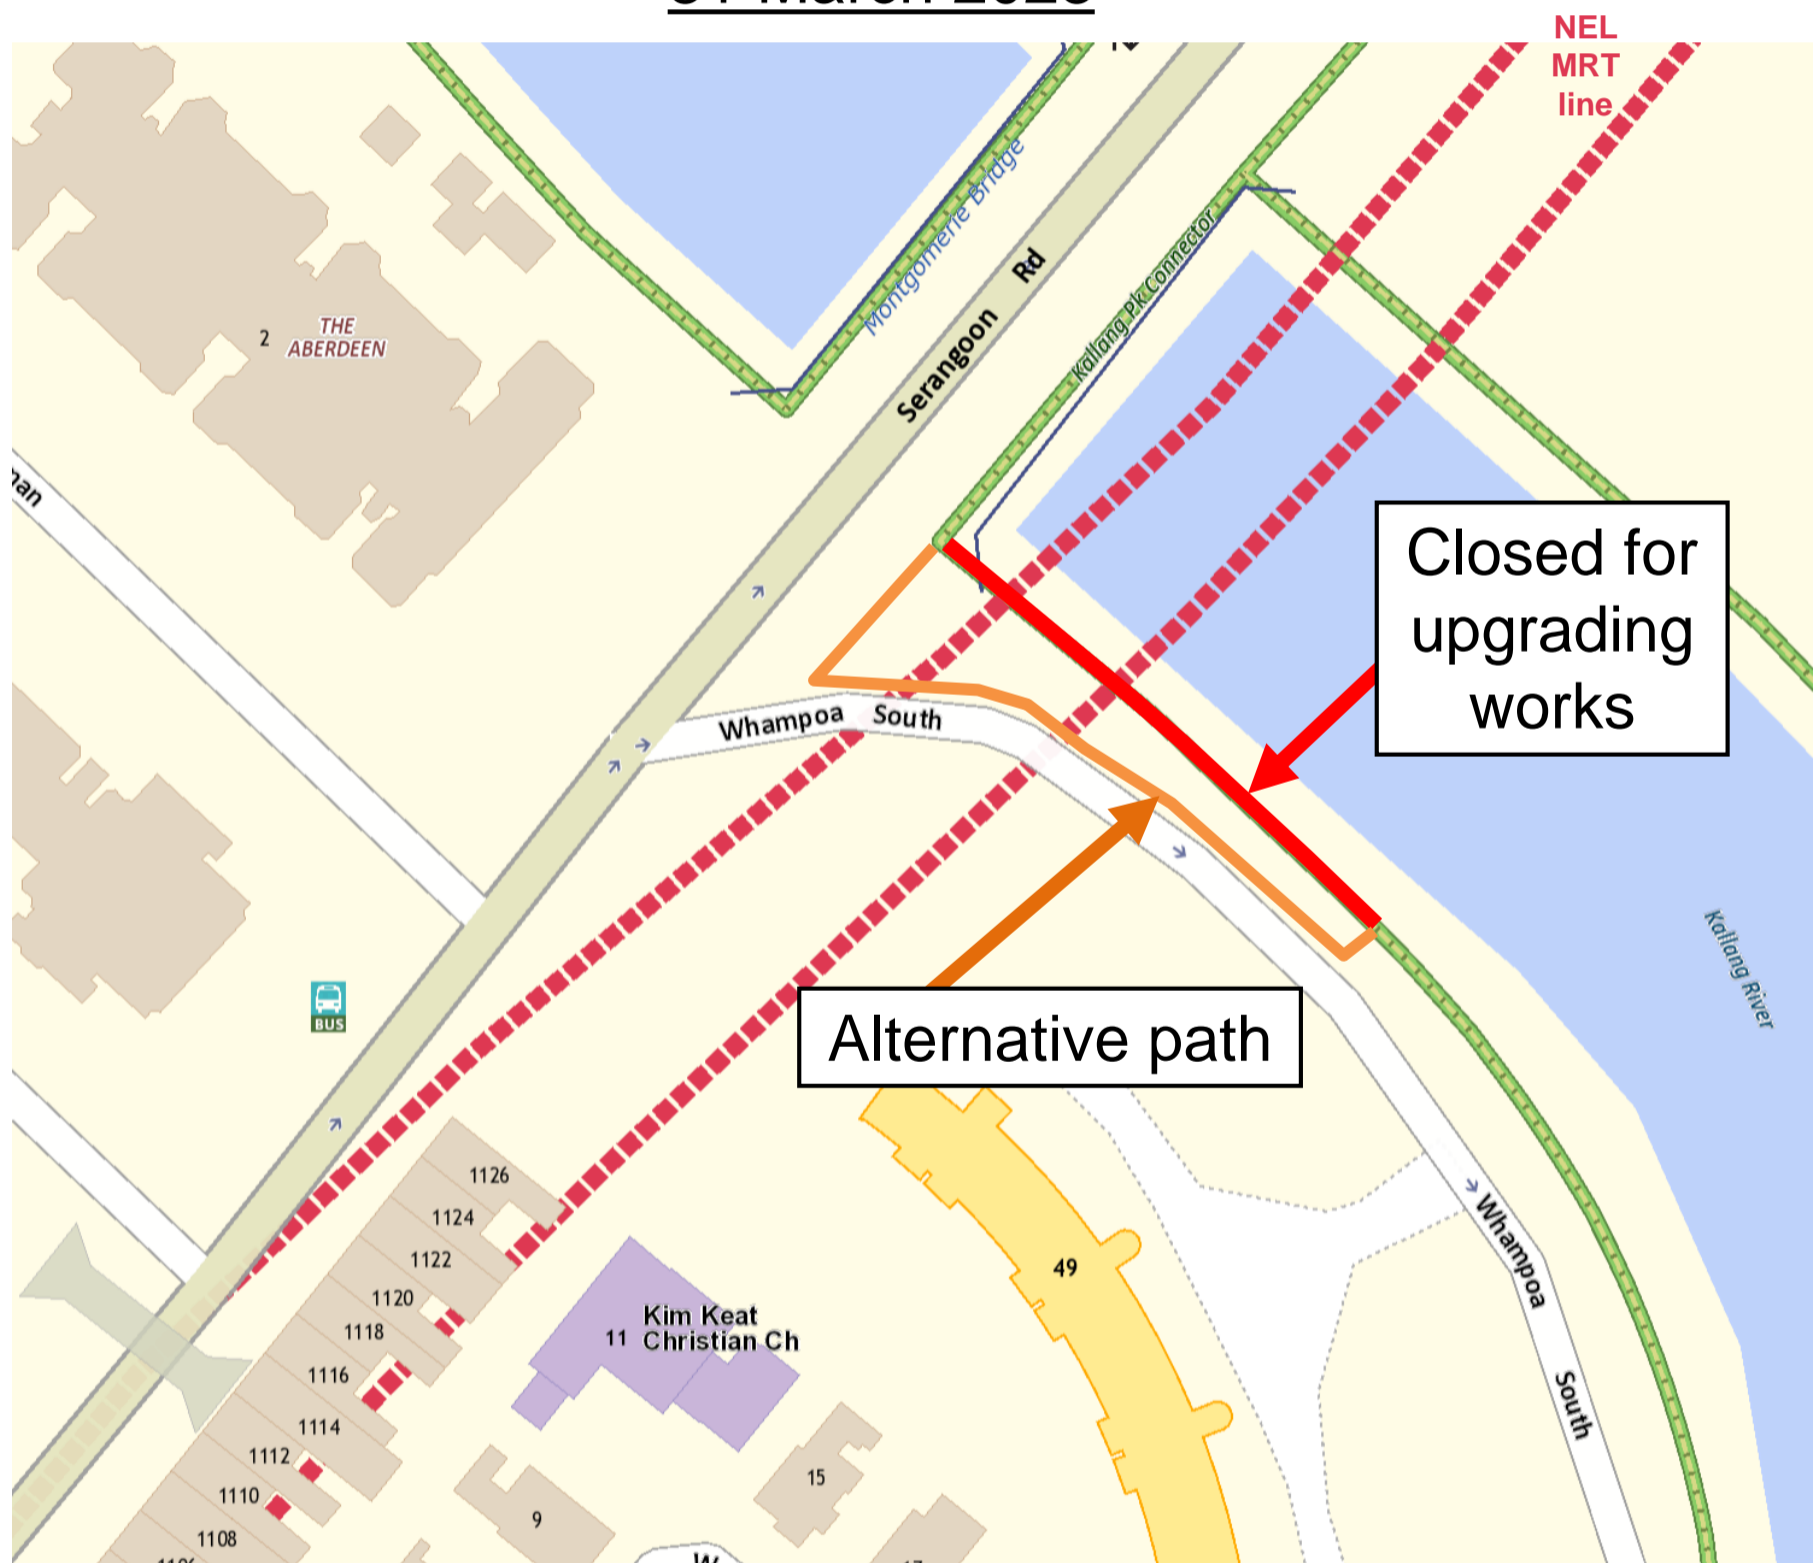 NEL
MRT
line
Montgomerie Bridge
Serangoon Rd
Kallang Pk Connector
2
THE
ABERDEEN
Closed for
upgrading
works
Whampoa South
Kallang River
BUS
Alternative path
1126
1124
1122
1120
1118
1116
1114
1112
1110
1108
11
Kim Keat
Christian Ch
49
Whampoa
South
15
9